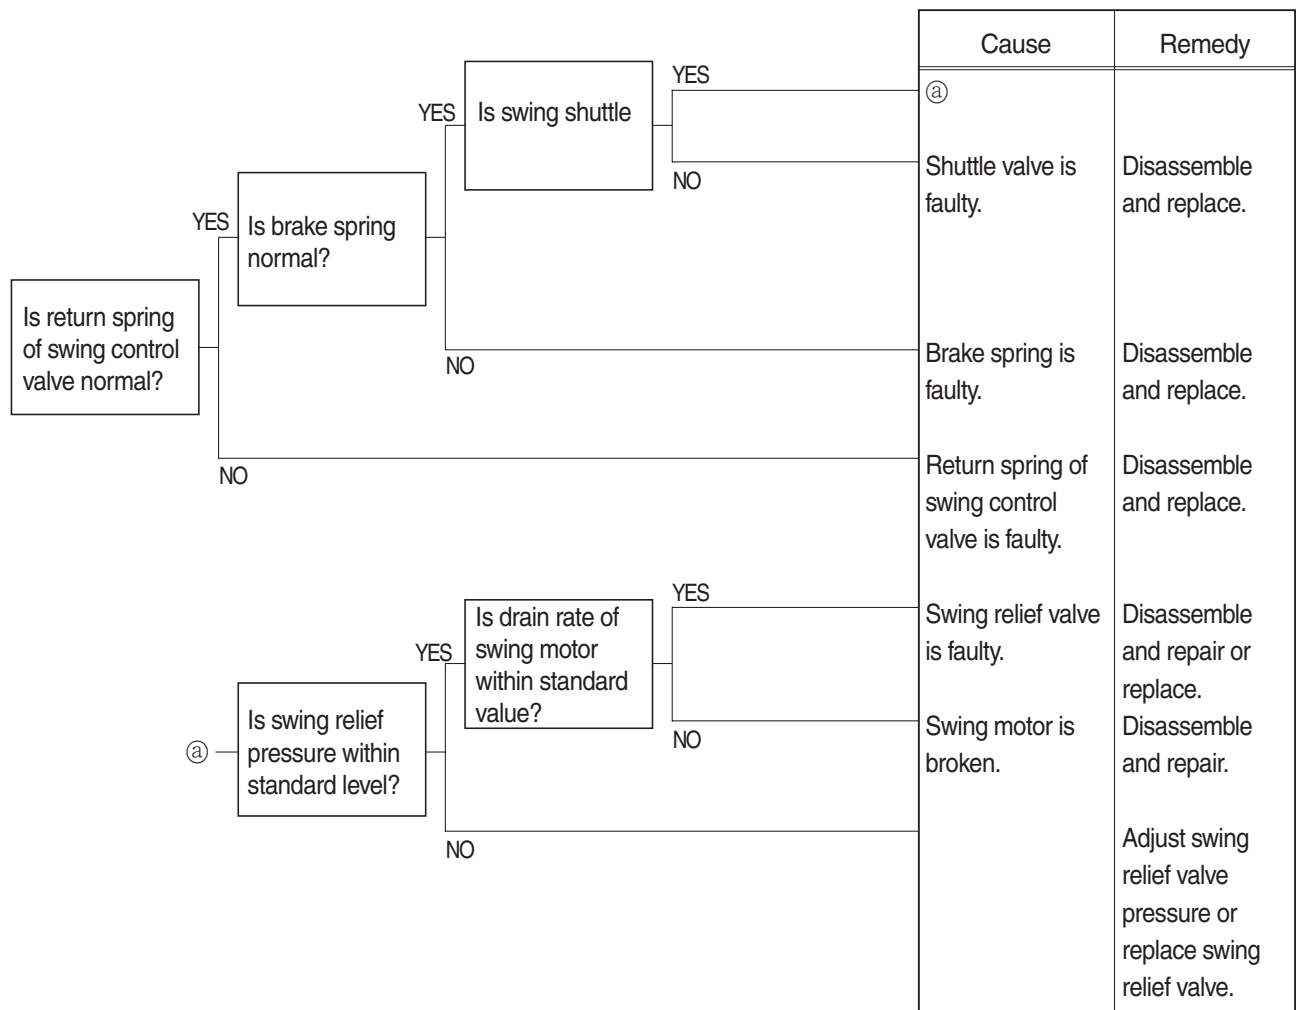 Cause
Remedy
YES
ⓐ
YES
Is swing shuttle
NO
Shuttle valve is
faulty.
Disassemble
and replace.
YES
Is brake spring
normal?
Is return spring
of swing control
valve normal?
NO
Brake spring is
faulty.
Disassemble
and replace.
NO
Return spring of
swing control
valve is faulty.
Disassemble
and replace.
YES
Is drain rate of
swing motor
within standard
value?
Swing relief valve
is faulty.
Disassemble
and repair or
replace.
YES
ⓐ
Is swing relief
pressure within
standard level?
NO
Swing motor is
broken.
Disassemble
and repair.
NO
Adjust swing
relief valve
pressure or
replace swing
relief valve.